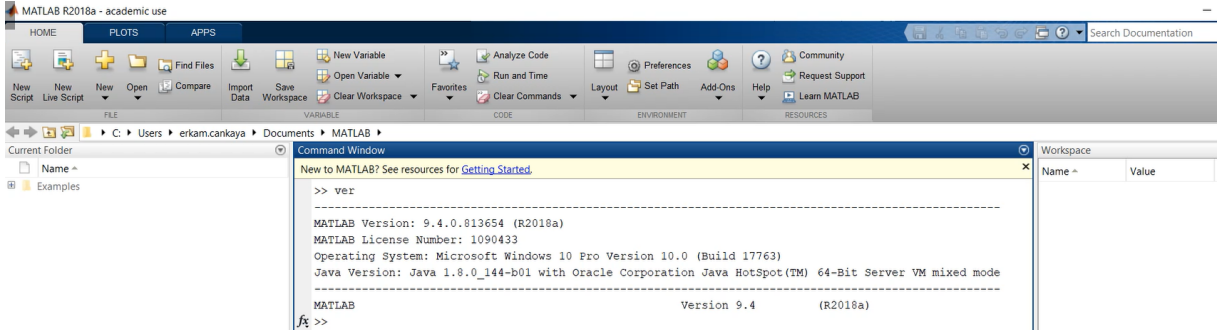 MATLAB R2018a - academic use
HOME PLOTS APPS
Search Documentation
New Script
New Live Script
New
Open
Find Files
Compare
Import Data
Save Workspace
New Variable
Open Variable
Clear Workspace
Favorites
Analyze Code
Run and Time
Clear Commands
Layout
Preferences
Set Path
Add-Ons
Help
Community
Request Support
Learn MATLAB
FILE VARIABLE CODE ENVIRONMENT RESOURCES
C: Users erkam.cankaya Documents MATLAB
Current Folder
Name
Examples
Command Window
New to MATLAB? See resources for Getting Started.
>> ver
-----------------------------------------------------------------------------------------------------
MATLAB Version: 9.4.0.813654 (R2018a)
MATLAB License Number: 1090433
Operating System: Microsoft Windows 10 Pro Version 10.0 (Build 17763)
Java Version: Java 1.8.0_144-b01 with Oracle Corporation Java HotSpot(TM) 64-Bit Server VM mixed mode
-----------------------------------------------------------------------------------------------------
MATLAB Version 9.4 (R2018a)
fx >>
Workspace
Name Value